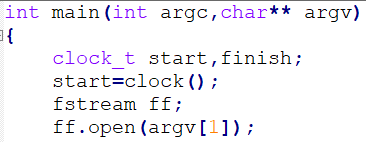 int main(int argc,char** argv)
{
    clock_t start,finish;
    start=clock();
    fstream ff;
    ff.open(argv[1]);